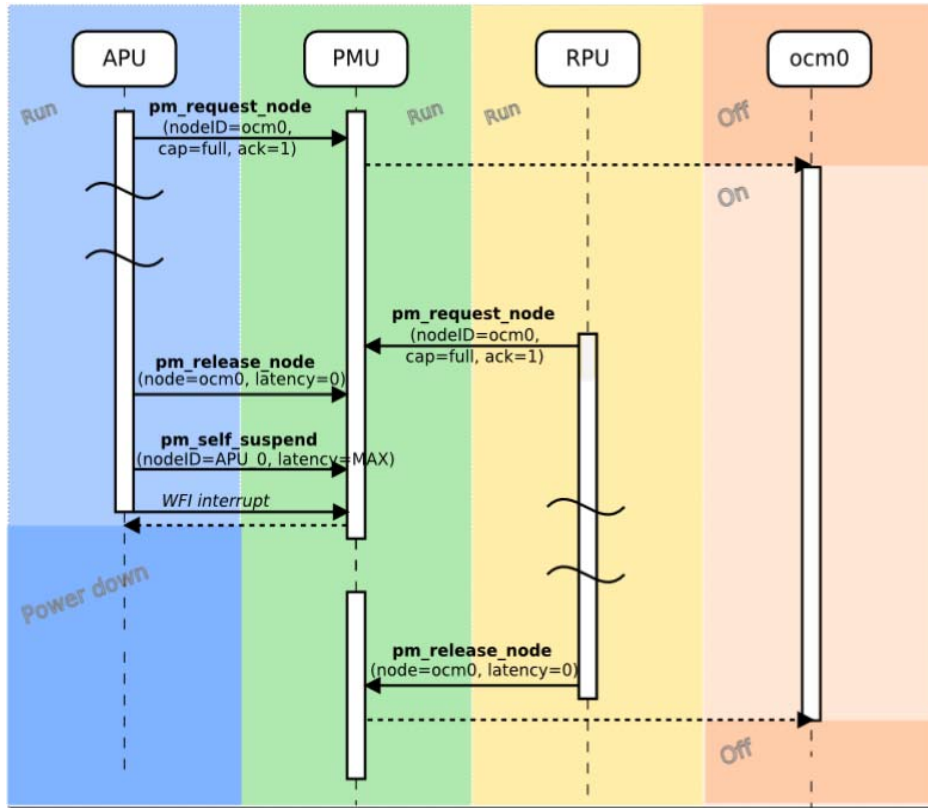 APU
PMU
RPU
ocm0
Run
pm_request_node
(nodeID=ocm0,
cap=full, ack=1)
Run
Run
Off
On
pm_request_node
(nodeID=ocm0,
cap=full, ack=1)
pm_release_node
(node=ocm0, latency=0)
pm_self_suspend
(nodeID=APU_0, latency=MAX)
WFI interrupt
Power down
pm_release_node
(node=ocm0, latency=0)
Off